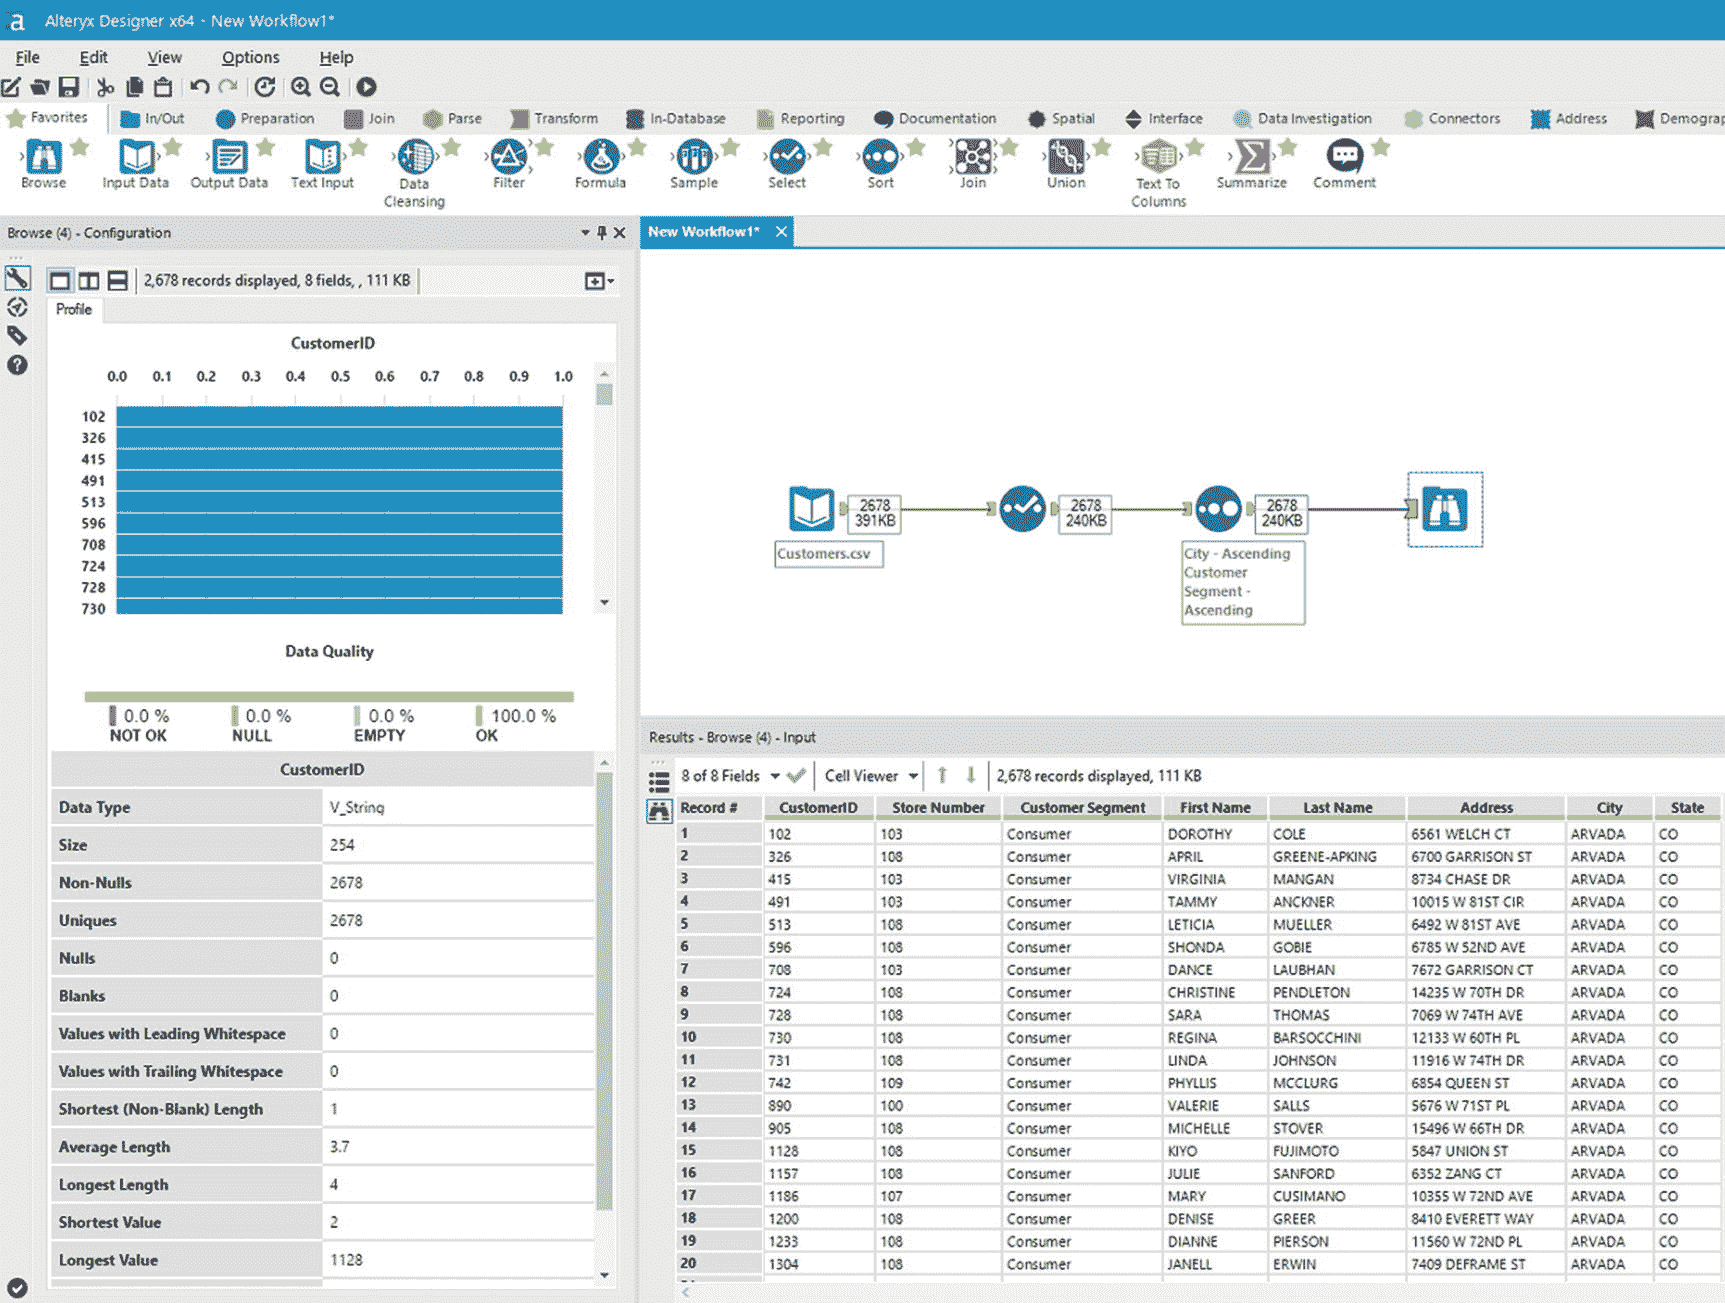 a Alteryx Designer x64 - New Workflow1*
File Edit View Options Help
Favorites In/Out Preparation Join Parse Transform In-Database Reporting Documentation Spatial Interface Data Investigation Connectors Address Demograp
Browse Input Data Output Data Text Input Data Cleansing Filter Formula Sample Select Sort Join Union Text To Columns Summarize Comment
Browse (4) - Configuration
2,678 records displayed, 8 fields, , 111 KB
Profile
CustomerID
0.0 0.1 0.2 0.3 0.4 0.5 0.6 0.7 0.8 0.9 1.0
102
326
415
491
513
596
708
724
728
730
Data Quality
0.0 % 0.0 % 0.0 % 100.0 %
NOT OK NULL EMPTY OK
CustomerID
Data Type V_String
Size 254
Non-Nulls 2678
Uniques 2678
Nulls 0
Blanks 0
Values with Leading Whitespace 0
Values with Trailing Whitespace 0
Shortest (Non-Blank) Length 1
Average Length 3.7
Longest Length 4
Shortest Value 2
Longest Value 1128
New Workflow1*
2678
391KB
2678
240KB
2678
240KB
Customers.csv
City - Ascending
Customer
Segment -
Ascending
Results - Browse (4) - Input
8 of 8 Fields Cell Viewer 2,678 records displayed, 111 KB
Record # CustomerID Store Number Customer Segment First Name Last Name Address City State
1 102 103 Consumer DOROTHY COLE 6561 WELCH CT ARVADA CO
2 326 108 Consumer APRIL GREENE-APKING 6700 GARRISON ST ARVADA CO
3 415 103 Consumer VIRGINIA MANGAN 8734 CHASE DR ARVADA CO
4 491 103 Consumer TAMMY ANCKNER 10015 W 81ST CIR ARVADA CO
5 513 108 Consumer LETICIA MUELLER 6492 W 81ST AVE ARVADA CO
6 596 108 Consumer SHONDA GOBIE 6785 W 52ND AVE ARVADA CO
7 708 103 Consumer DANCE LAUBHAN 7672 GARRISON CT ARVADA CO
8 724 108 Consumer CHRISTINE PENDLETON 14235 W 70TH DR ARVADA CO
9 728 108 Consumer SARA THOMAS 7069 W 74TH AVE ARVADA CO
10 730 108 Consumer REGINA BARSOCCHINI 12133 W 60TH PL ARVADA CO
11 731 108 Consumer LINDA JOHNSON 11916 W 74TH DR ARVADA CO
12 742 109 Consumer PHYLLIS MCCLURG 6854 QUEEN ST ARVADA CO
13 890 100 Consumer VALERIE SALLS 5676 W 71ST PL ARVADA CO
14 905 108 Consumer MICHELLE STOVER 15496 W 66TH DR ARVADA CO
15 1128 108 Consumer KIYO FUJIMOTO 5847 UNION ST ARVADA CO
16 1157 108 Consumer JULIE SANFORD 6352 ZANG CT ARVADA CO
17 1186 107 Consumer MARY CUSIMANO 10355 W 72ND AVE ARVADA CO
18 1200 108 Consumer DENISE GREER 8410 EVERETT WAY ARVADA CO
19 1233 108 Consumer DIANNE PIERSON 11560 W 72ND PL ARVADA CO
20 1304 108 Consumer JANELL ERWIN 7409 DEFRAME ST ARVADA CO